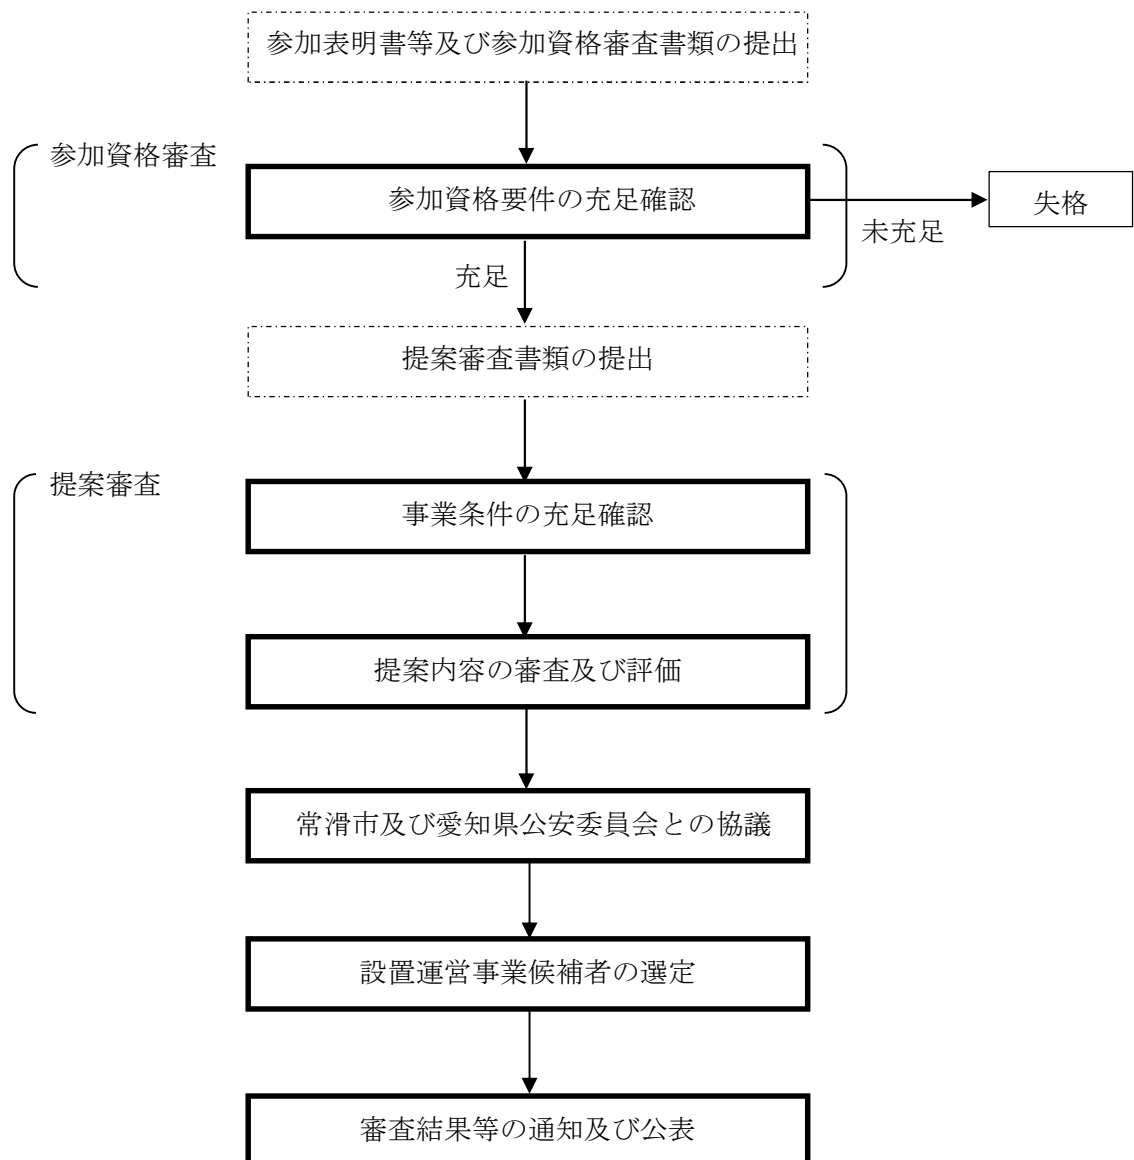 参加表明書等及び参加資格審査書類の提出
参加資格審査
参加資格要件の充足確認
失格
未充足
充足
提案審査書類の提出
提案審査
事業条件の充足確認
提案内容の審査及び評価
常滑市及び愛知県公安委員会との協議
設置運営事業候補者の選定
審査結果等の通知及び公表